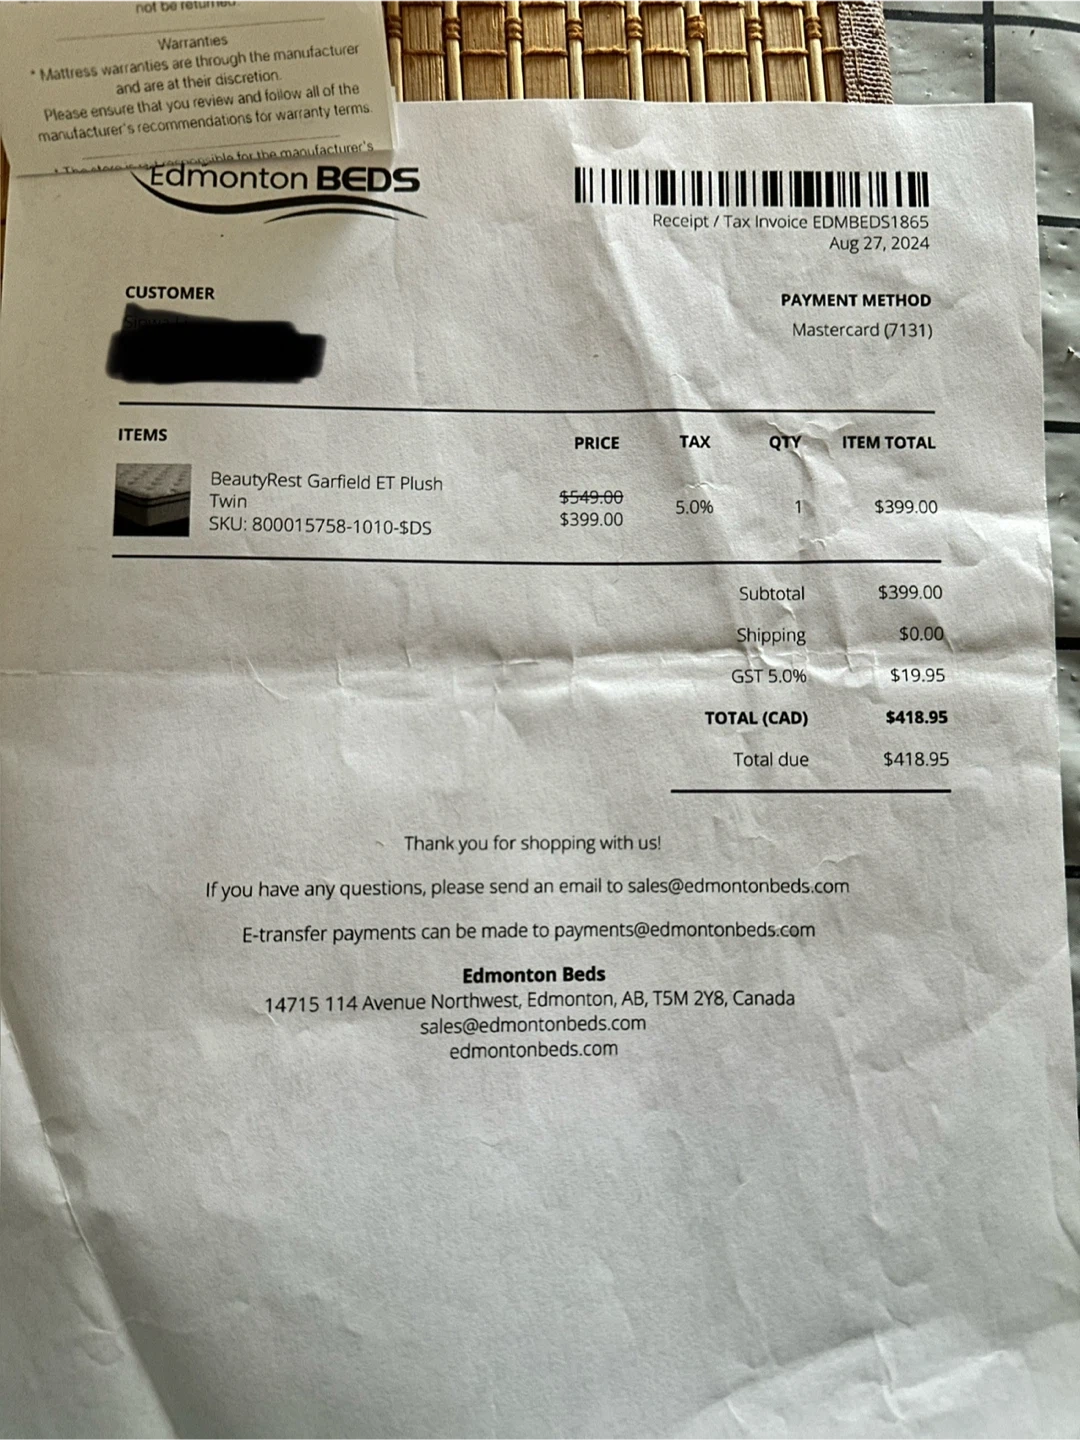 Warranties
* Mattress warranties are through the manufacturer
and are at their discretion.
Please ensure that you review and follow all of the
manufacturer's recommendations for warranty terms.
for the manufacturer's
Edmonton BEDS
Receipt / Tax Invoice EDMBEDS1865
Aug 27, 2024
CUSTOMER
PAYMENT METHOD
Mastercard (7131)
ITEMS PRICE TAX QTY ITEM TOTAL
BeautyRest Garfield ET Plush
Twin
SKU: 800015758-1010-$DS
$549.00
$399.00 5.0% 1 $399.00
Subtotal $399.00
Shipping $0.00
GST 5.0% $19.95
TOTAL (CAD) $418.95
Total due $418.95
Thank you for shopping with us!
If you have any questions, please send an email to sales@edmontonbeds.com
E-transfer payments can be made to payments@edmontonbeds.com
Edmonton Beds
14715 114 Avenue Northwest, Edmonton, AB, T5M 2Y8, Canada
sales@edmontonbeds.com
edmontonbeds.com